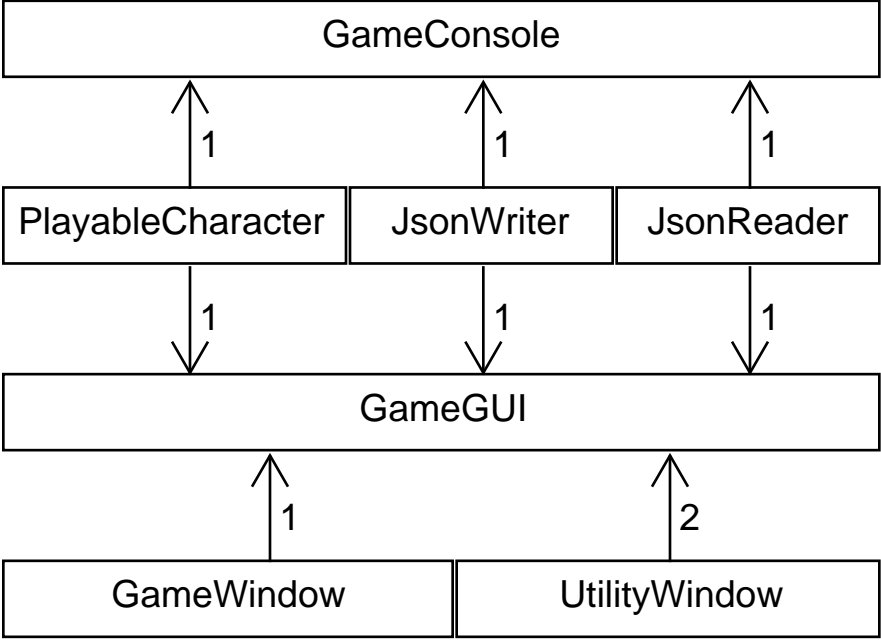 GameConsole
1 1 1
PlayableCharacter JsonWriter JsonReader
1 1 1
GameGUI
1 2
GameWindow UtilityWindow